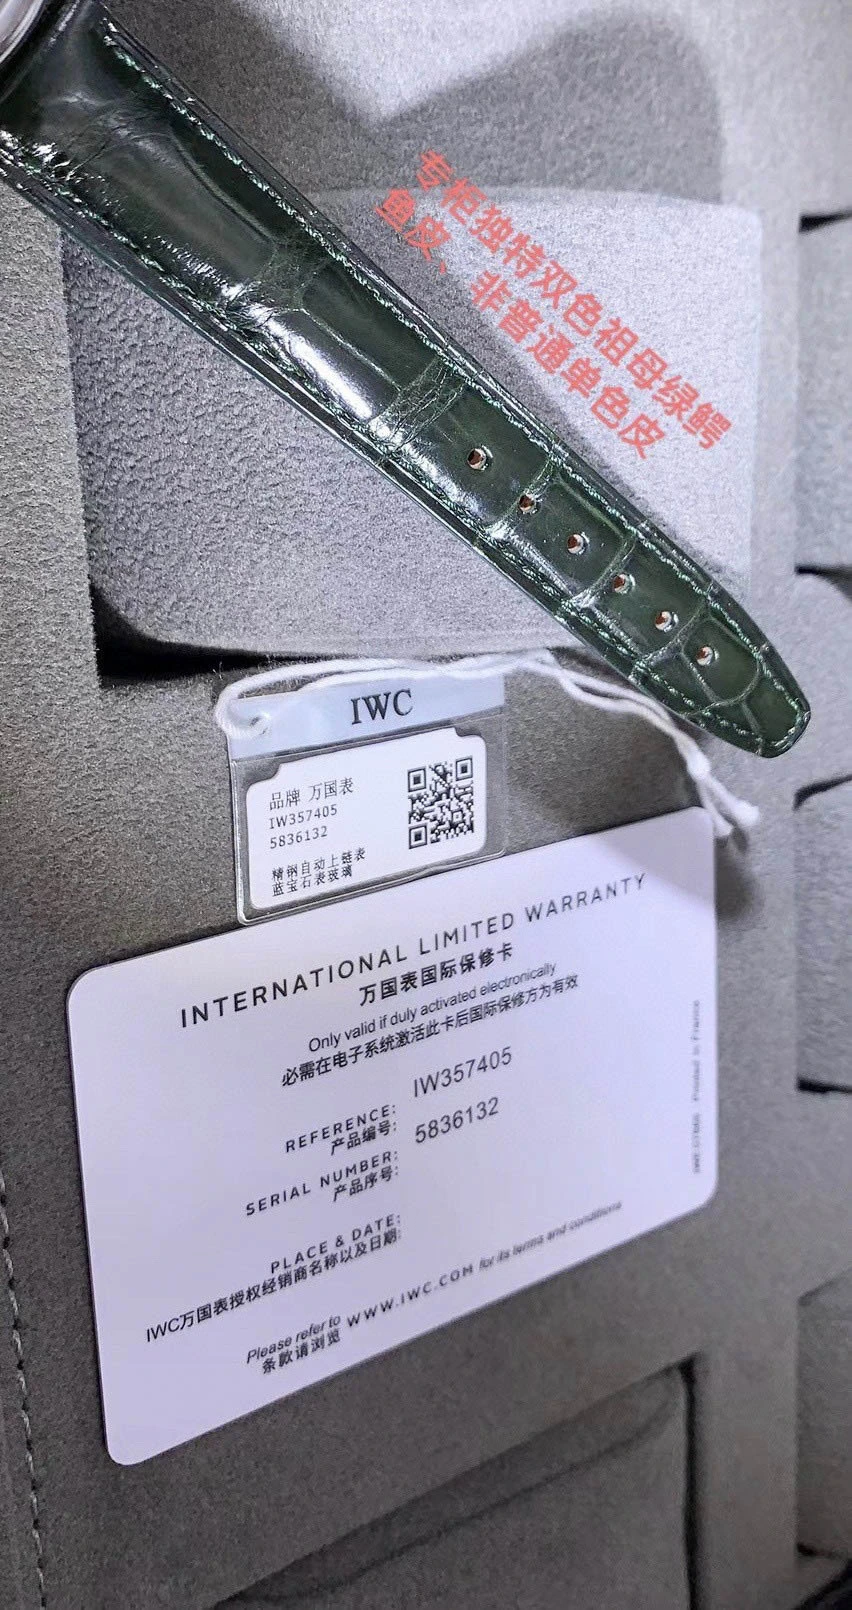 专柜独特双色祖母绿鳄
鱼皮、非普通单色皮
IWC
品牌 万国表
IW357405
5836132
精钢自动上链表
蓝宝石表玻璃
INTERNATIONAL LIMITED WARRANTY
万国表国际保修卡
Only valid if duly activated electronically
必需在电子系统激活此卡后国际保修方为有效
REFERENCE: IW357405
产品编号:
SERIAL NUMBER: 5836132
产品序号:
PLACE & DATE:
IWC万国表授权经销商名称以及日期:
Please refer to WWW.IWC.COM for its terms and conditions
条款请浏览
Printed in France